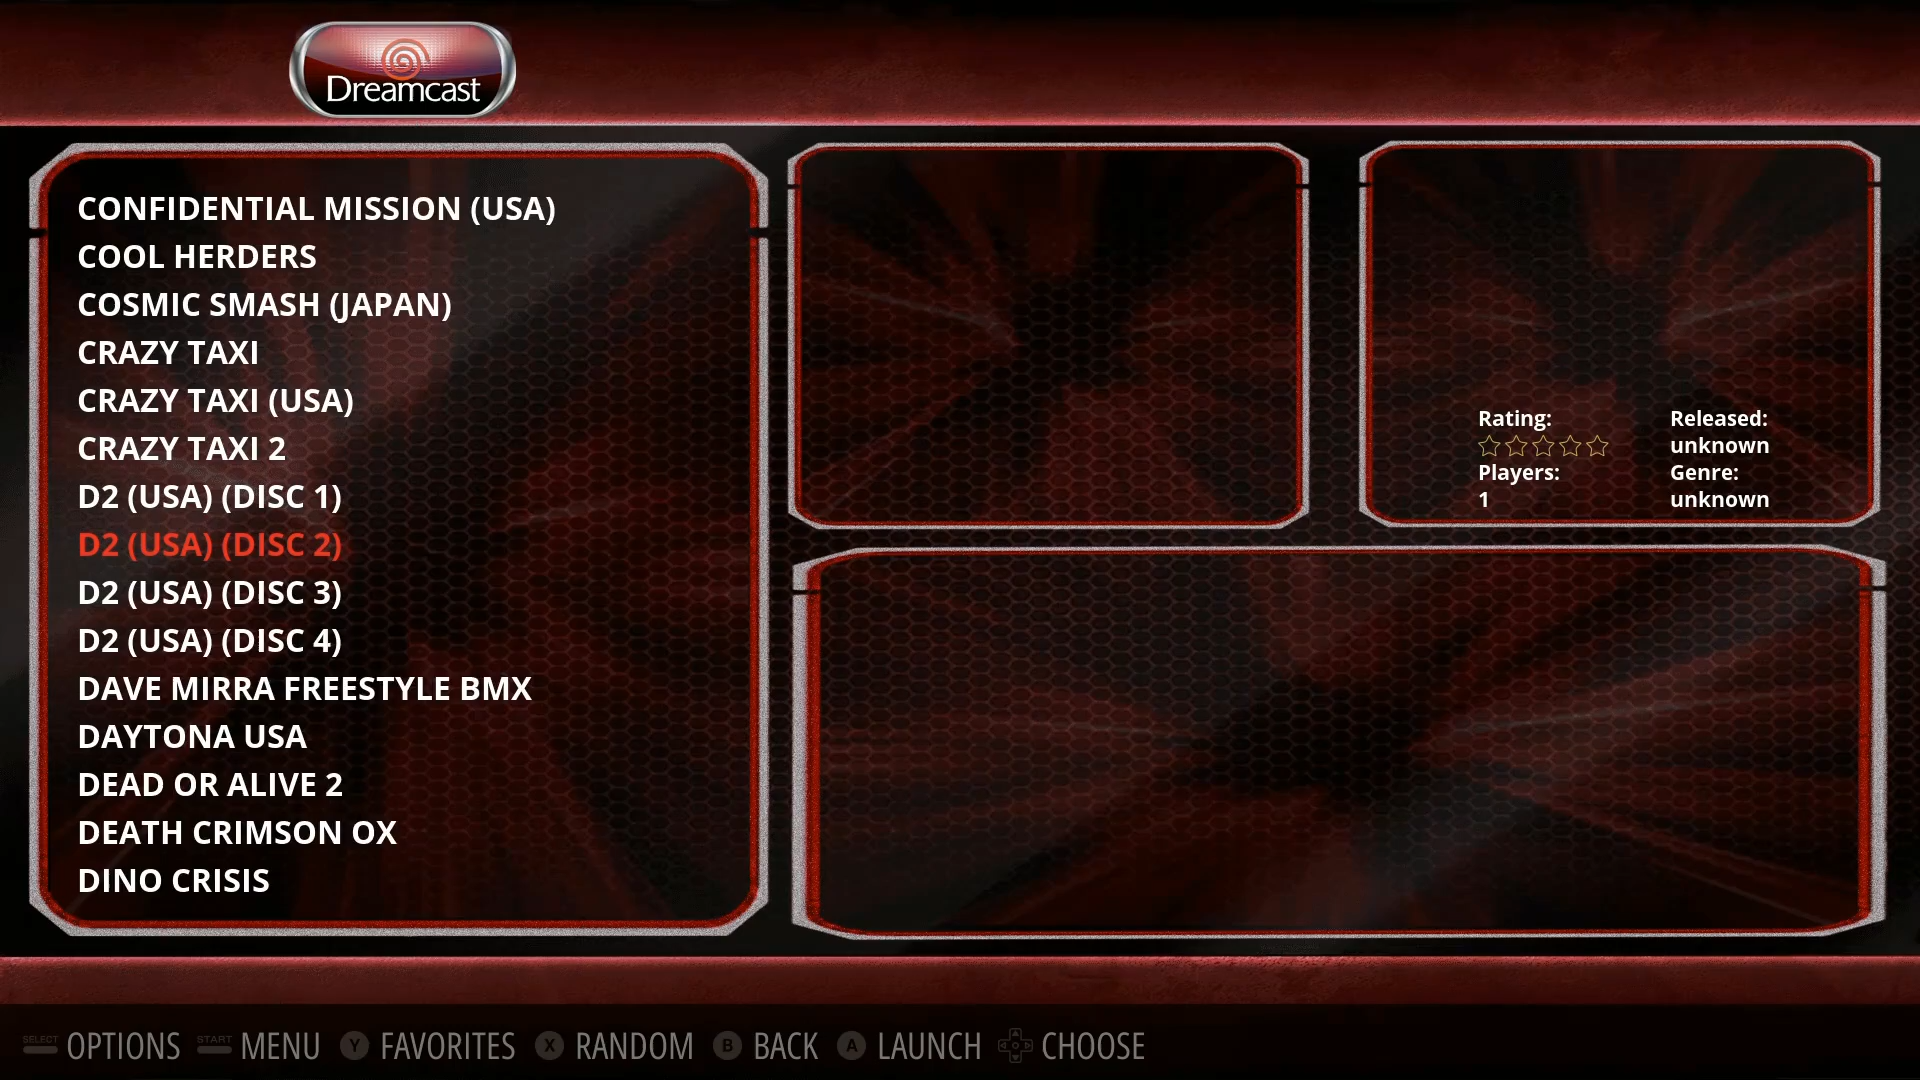 Dreamcast
CONFIDENTIAL MISSION (USA)
COOL HERDERS
COSMIC SMASH (JAPAN)
CRAZY TAXI
CRAZY TAXI (USA)
CRAZY TAXI 2
D2 (USA) (DISC 1)
D2 (USA) (DISC 2)
D2 (USA) (DISC 3)
D2 (USA) (DISC 4)
DAVE MIRRA FREESTYLE BMX
DAYTONA USA
DEAD OR ALIVE 2
DEATH CRIMSON OX
DINO CRISIS
Rating:
Players:
1
Released:
unknown
Genre:
unknown
SELECT OPTIONS START MENU Y FAVORITES X RANDOM B BACK A LAUNCH CHOOSE